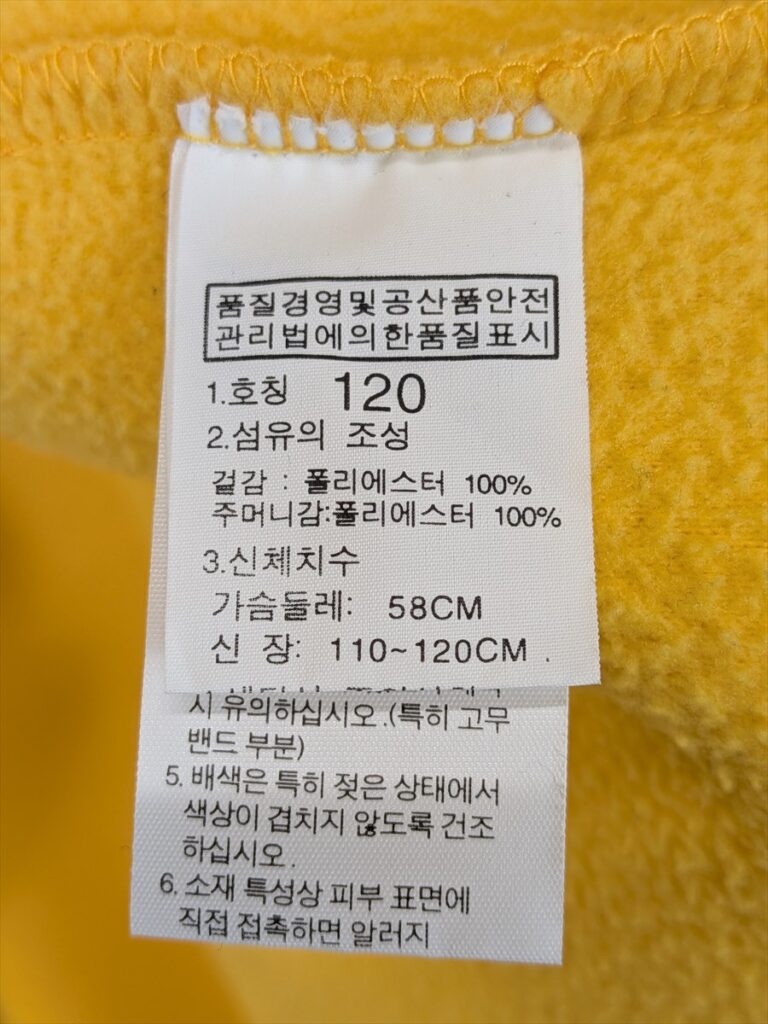 품질경영및공산품안전
관리법에의한품질표시
1.호칭 120
2.섬유의 조성
겉감 : 폴리에스터 100%
주머니감:폴리에스터 100%
3.신체치수
가슴둘레: 58CM
신 장: 110~120CM .
시 유의하십시오.(특히 고무
밴드 부분)
5. 배색은 특히 젖은 상태에서
색상이 겹치지 않도록 건조
하십시오.
6. 소재 특성상 피부 표면에
직접 접촉하면 알러지